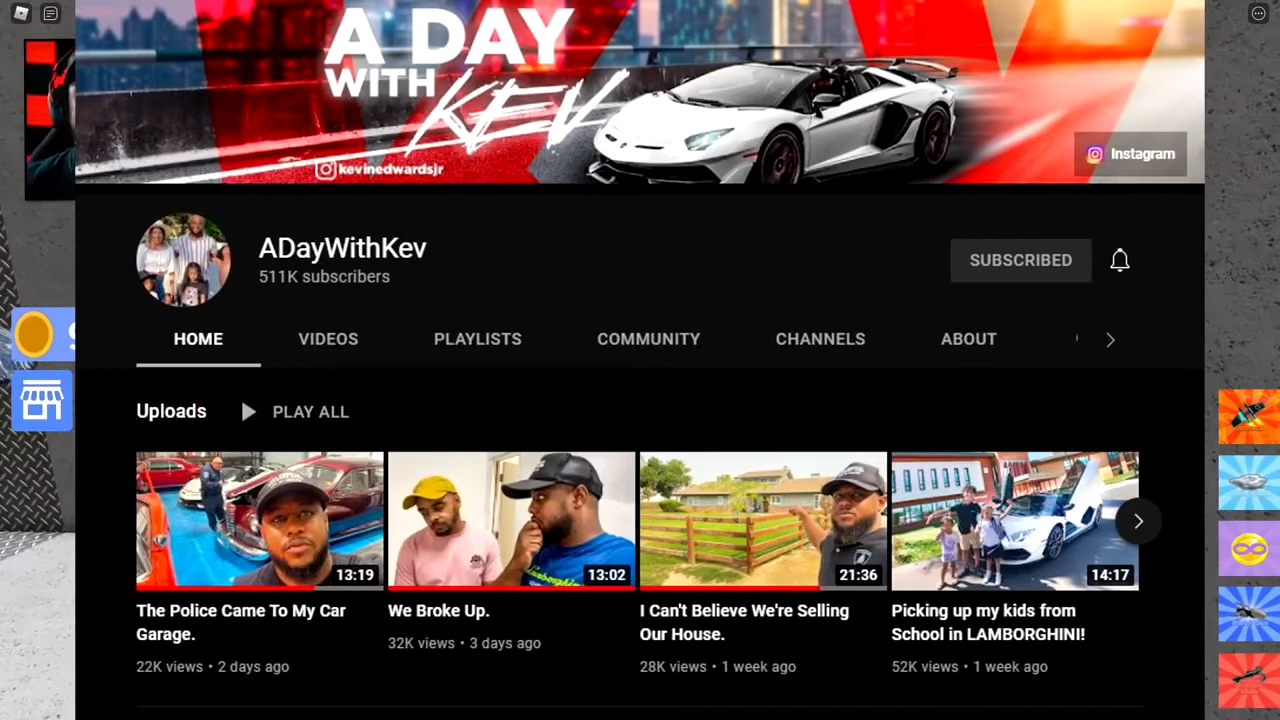 A DAY
WITH KEV
kevinedwardsjr
Instagram
ADayWithKev
511K subscribers
SUBSCRIBED
HOME VIDEOS PLAYLISTS COMMUNITY CHANNELS ABOUT
Uploads PLAY ALL
13:19 13:02 21:36 14:17
The Police Came To My Car
Garage.
22K views • 2 days ago
We Broke Up.
32K views • 3 days ago
I Can't Believe We're Selling
Our House.
28K views • 1 week ago
Picking up my kids from
School in LAMBORGHINI!
52K views • 1 week ago